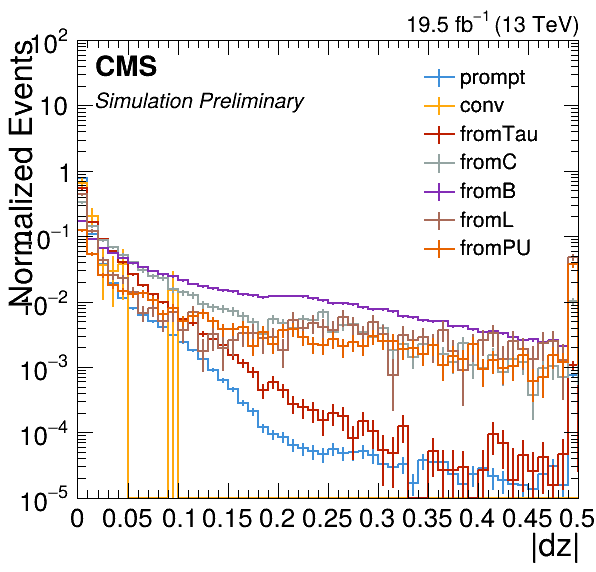 19.5 fb⁻¹ (13 TeV)
CMS
Simulation Preliminary
prompt
conv
fromTau
fromC
fromB
fromL
fromPU
Normalized Events
10²
10
1
10⁻¹
10⁻²
10⁻³
10⁻⁴
10⁻⁵
0 0.05 0.1 0.15 0.2 0.25 0.3 0.35 0.4 0.45 0.5
|dz|